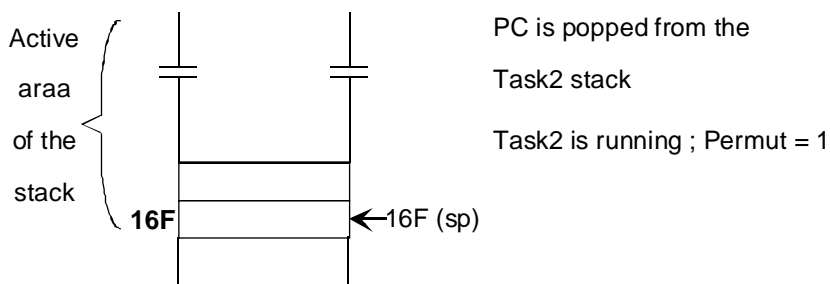 Active
araa
of the
stack
16F
16F (sp)
PC is popped from the
Task2 stack
Task2 is running ; Permut = 1